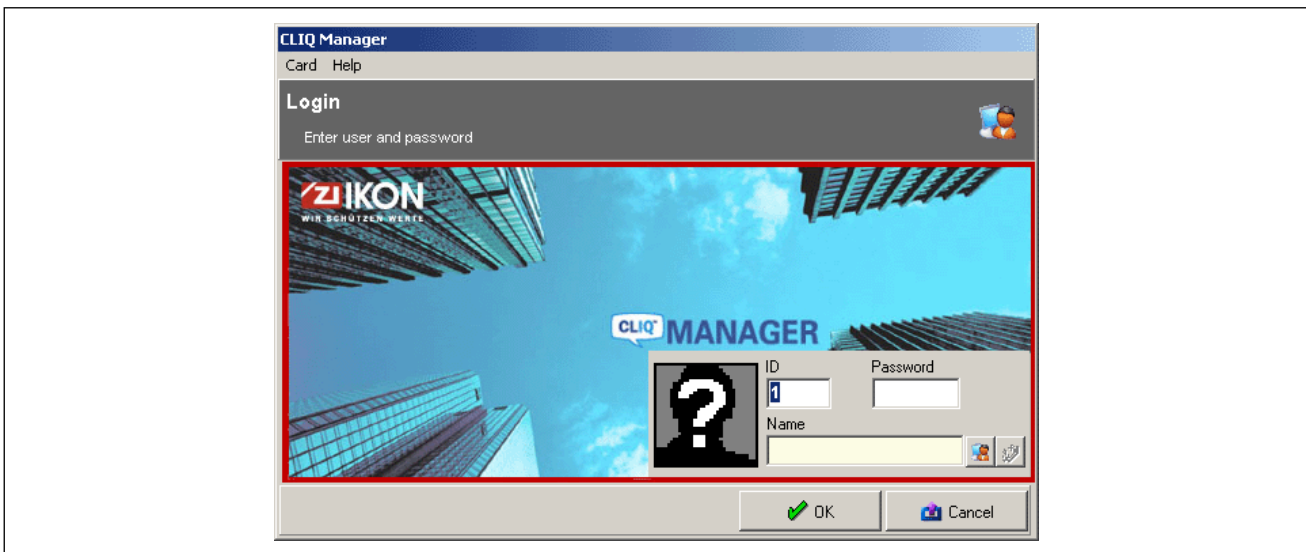 CLIQ Manager
Card Help
Login
Enter user and password
ZI IKON
WIR SCHÜTZEN WERTE
CLIQ™ MANAGER
ID Password
1
Name
OK Cancel